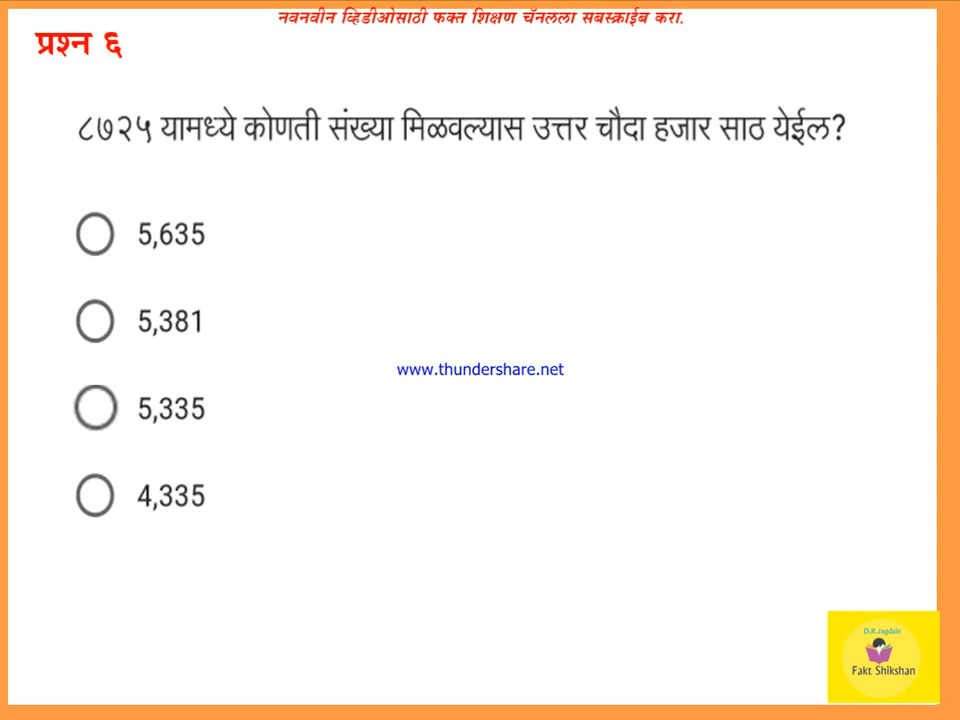 नवनवीन व्हिडीओसाठी फक्त शिक्षण चॅनलला सबस्क्राईब करा.
प्रश्न ६
८७२५ यामध्ये कोणती संख्या मिळवल्यास उत्तर चौदा हजार साठ येईल?
5,635
5,381
www.thundershare.net
5,335
4,335
D.R.Jagdale
Fakt Shikshan